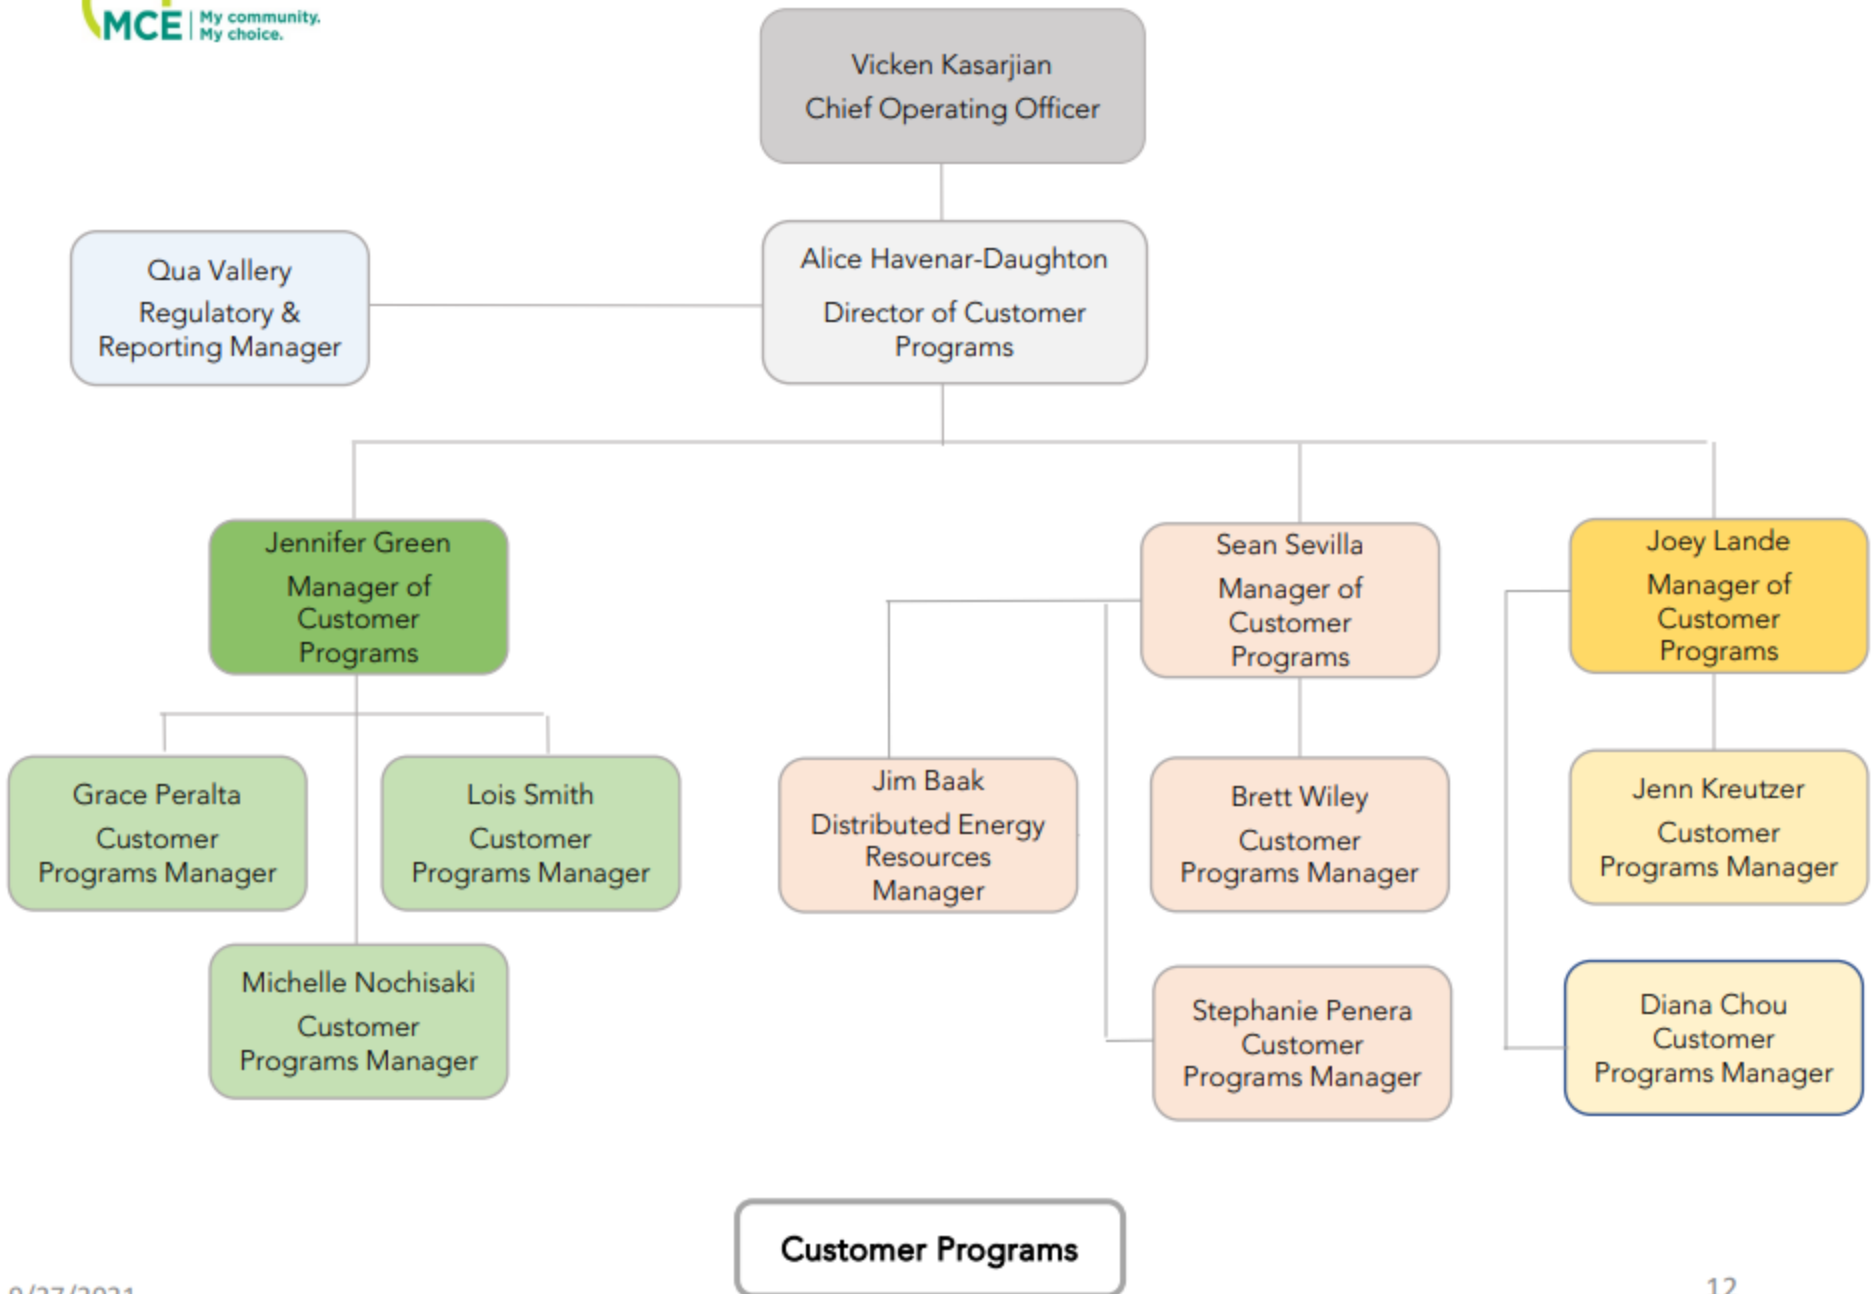 MCE
My community.
My choice.
Vicken Kasarjian
Chief Operating Officer
Qua Vallery
Regulatory &
Reporting Manager
Alice Havenar-Daughton
Director of Customer
Programs
Jennifer Green
Manager of
Customer
Programs
Sean Sevilla
Manager of
Customer
Programs
Joey Lande
Manager of
Customer
Programs
Grace Peralta
Customer
Programs Manager
Lois Smith
Customer
Programs Manager
Michelle Nochisaki
Customer
Programs Manager
Jim Baak
Distributed Energy
Resources
Manager
Brett Wiley
Customer
Programs Manager
Stephanie Penera
Customer
Programs Manager
Jenn Kreutzer
Customer
Programs Manager
Diana Chou
Customer
Programs Manager
Customer Programs
9/27/2021
12